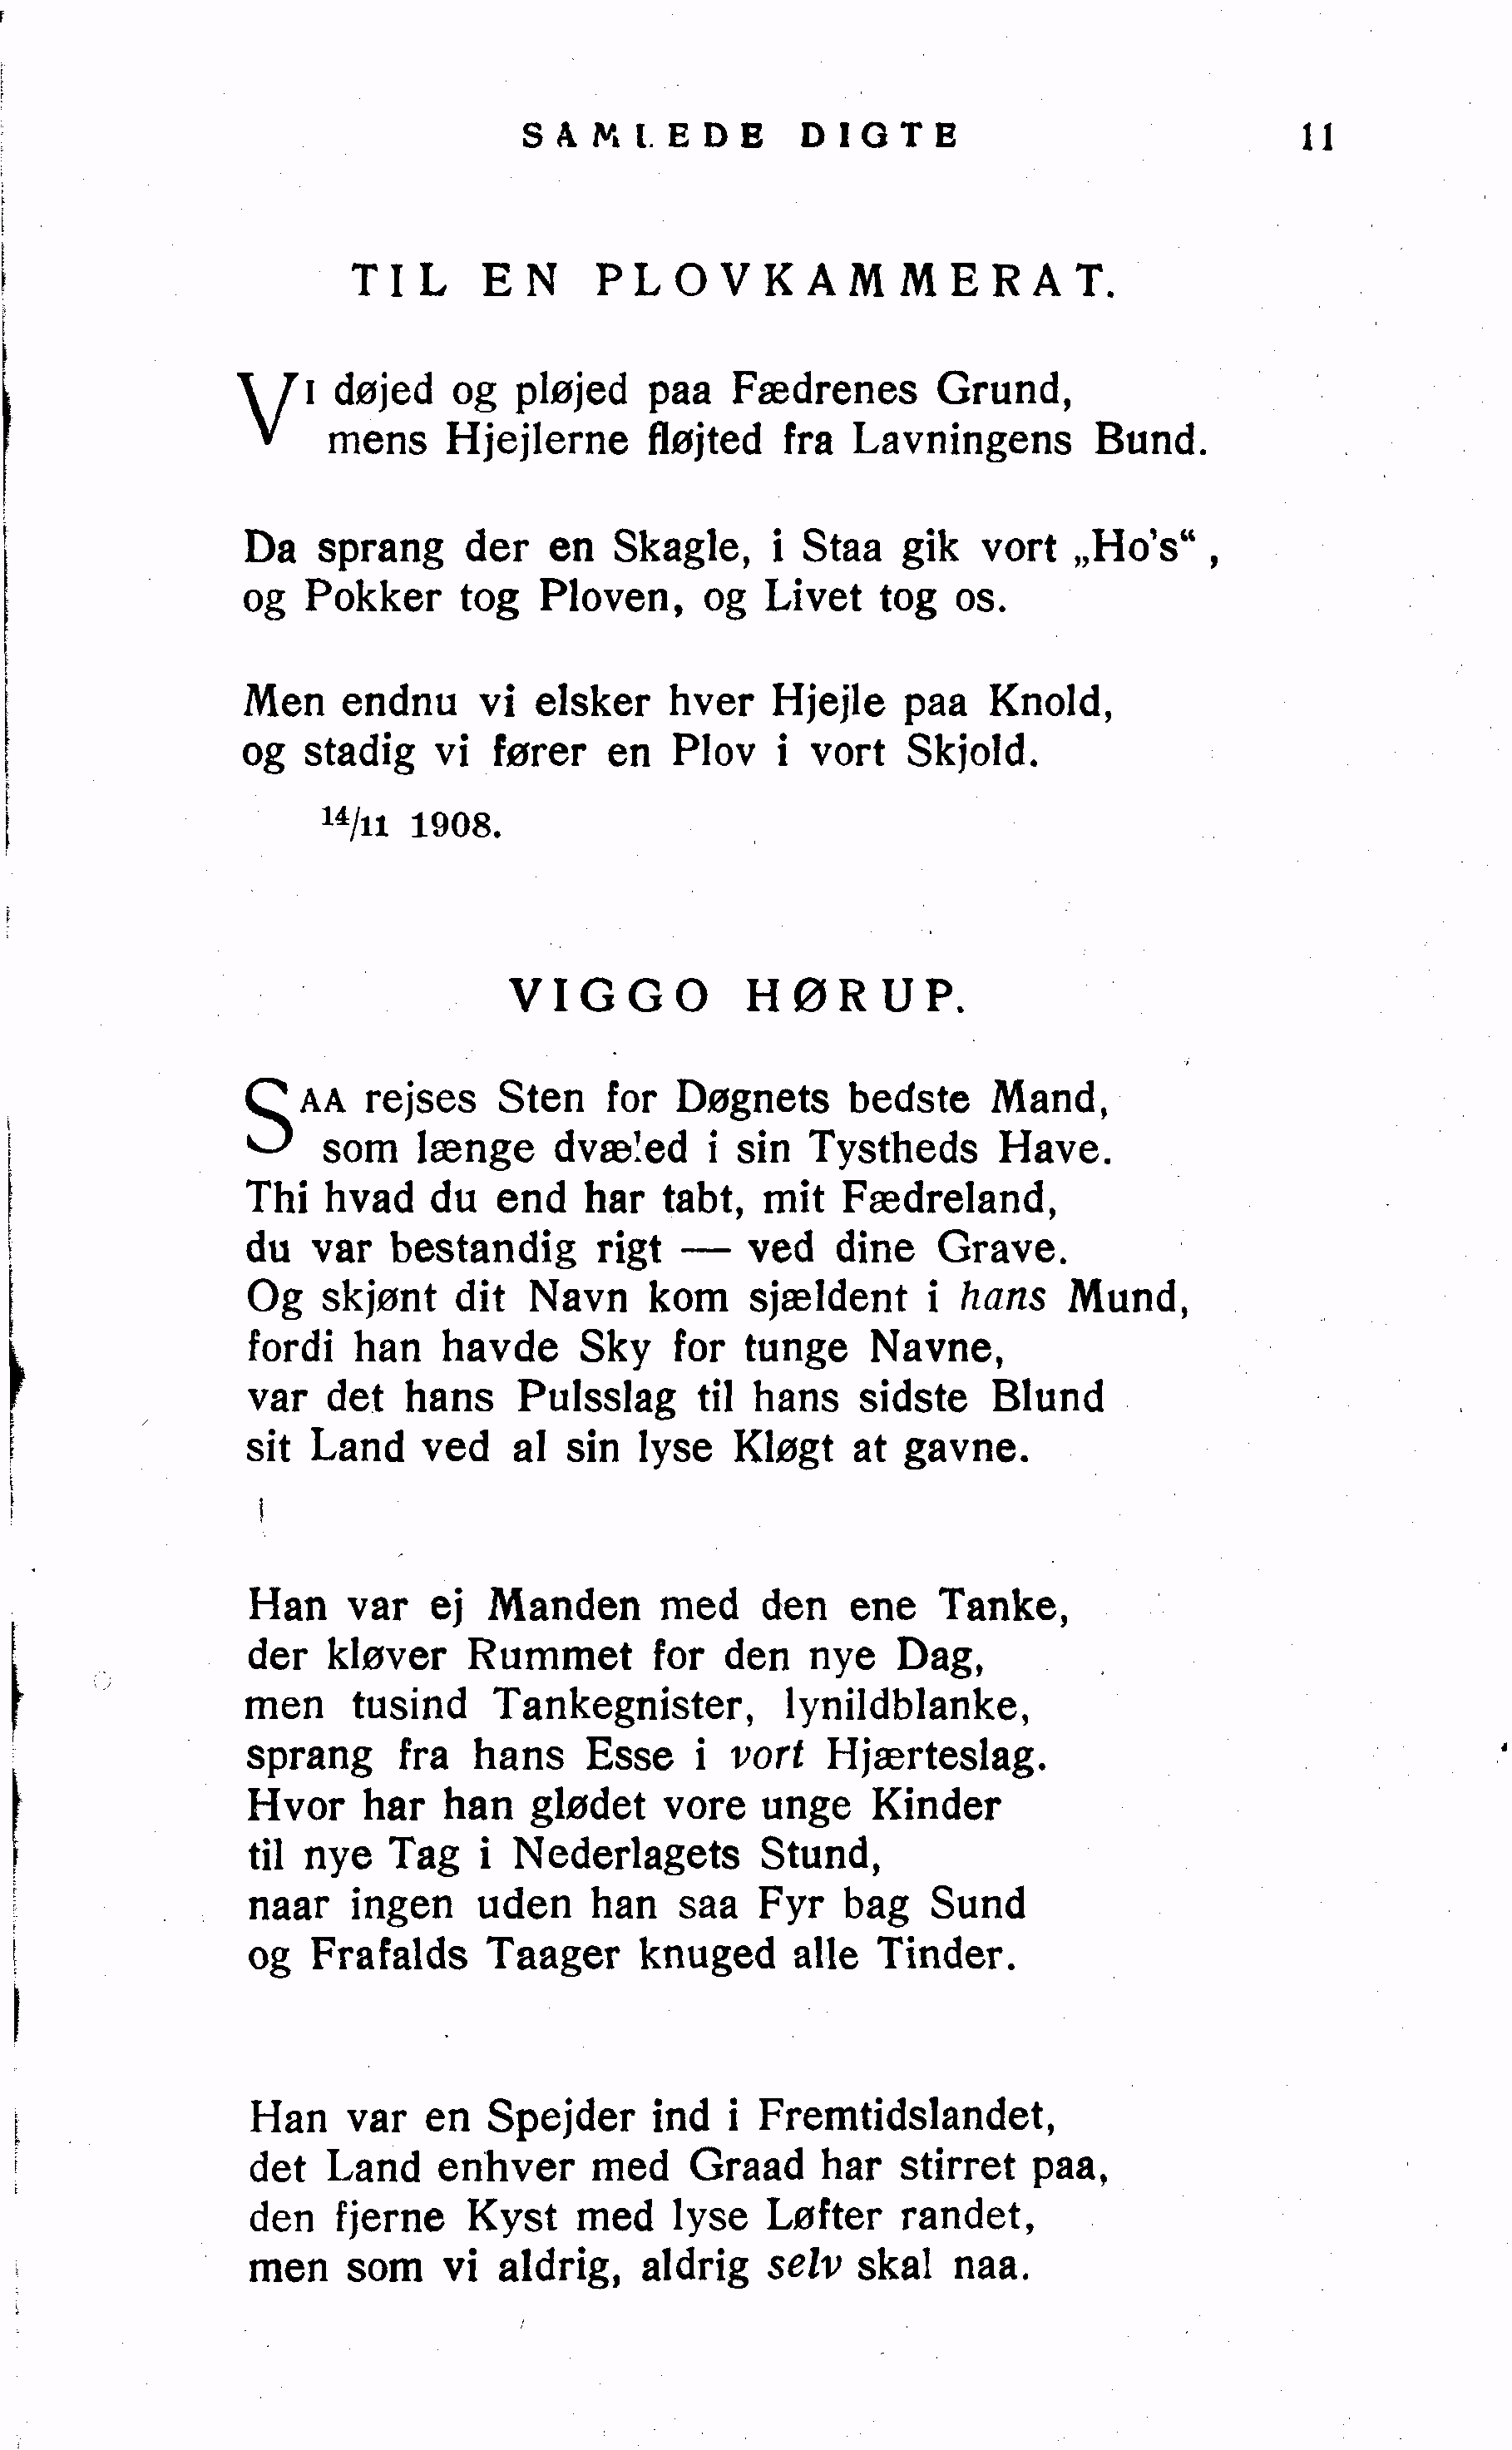 SAMLEDE DIGTE 11
TIL EN PLOVKAMMERAT.
VI døjed og pløjed paa Fædrenes Grund,
mens Hjejlerne fløjted fra Lavningens Bund.
Da sprang der en Skagle, i Staa gik vort „Ho's“,
og Pokker tog Ploven, og Livet tog os.
Men endnu vi elsker hver Hjejle paa Knold,
og stadig vi fører en Plov i vort Skjold.
14/11 1908.
VIGGO HØRUP.
SAA rejses Sten for Døgnets bedste Mand,
som længe dvæled i sin Tystheds Have.
Thi hvad du end har tabt, mit Fædreland,
du var bestandig rigt — ved dine Grave.
Og skjønt dit Navn kom sjældent i hans Mund,
fordi han havde Sky for tunge Navne,
var det hans Pulsslag til hans sidste Blund
sit Land ved al sin lyse Kløgt at gavne.
Han var ej Manden med den ene Tanke,
der kløver Rummet for den nye Dag,
men tusind Tankegnister, lynildblanke,
sprang fra hans Esse i vort Hjærteslag.
Hvor har han glødet vore unge Kinder
til nye Tag i Nederlagets Stund,
naar ingen uden han saa Fyr bag Sund
og Frafalds Taager knuged alle Tinder.
Han var en Spejder ind i Fremtidslandet,
det Land enhver med Graad har stirret paa,
den fjerne Kyst med lyse Løfter randet,
men som vi aldrig, aldrig selv skal naa.